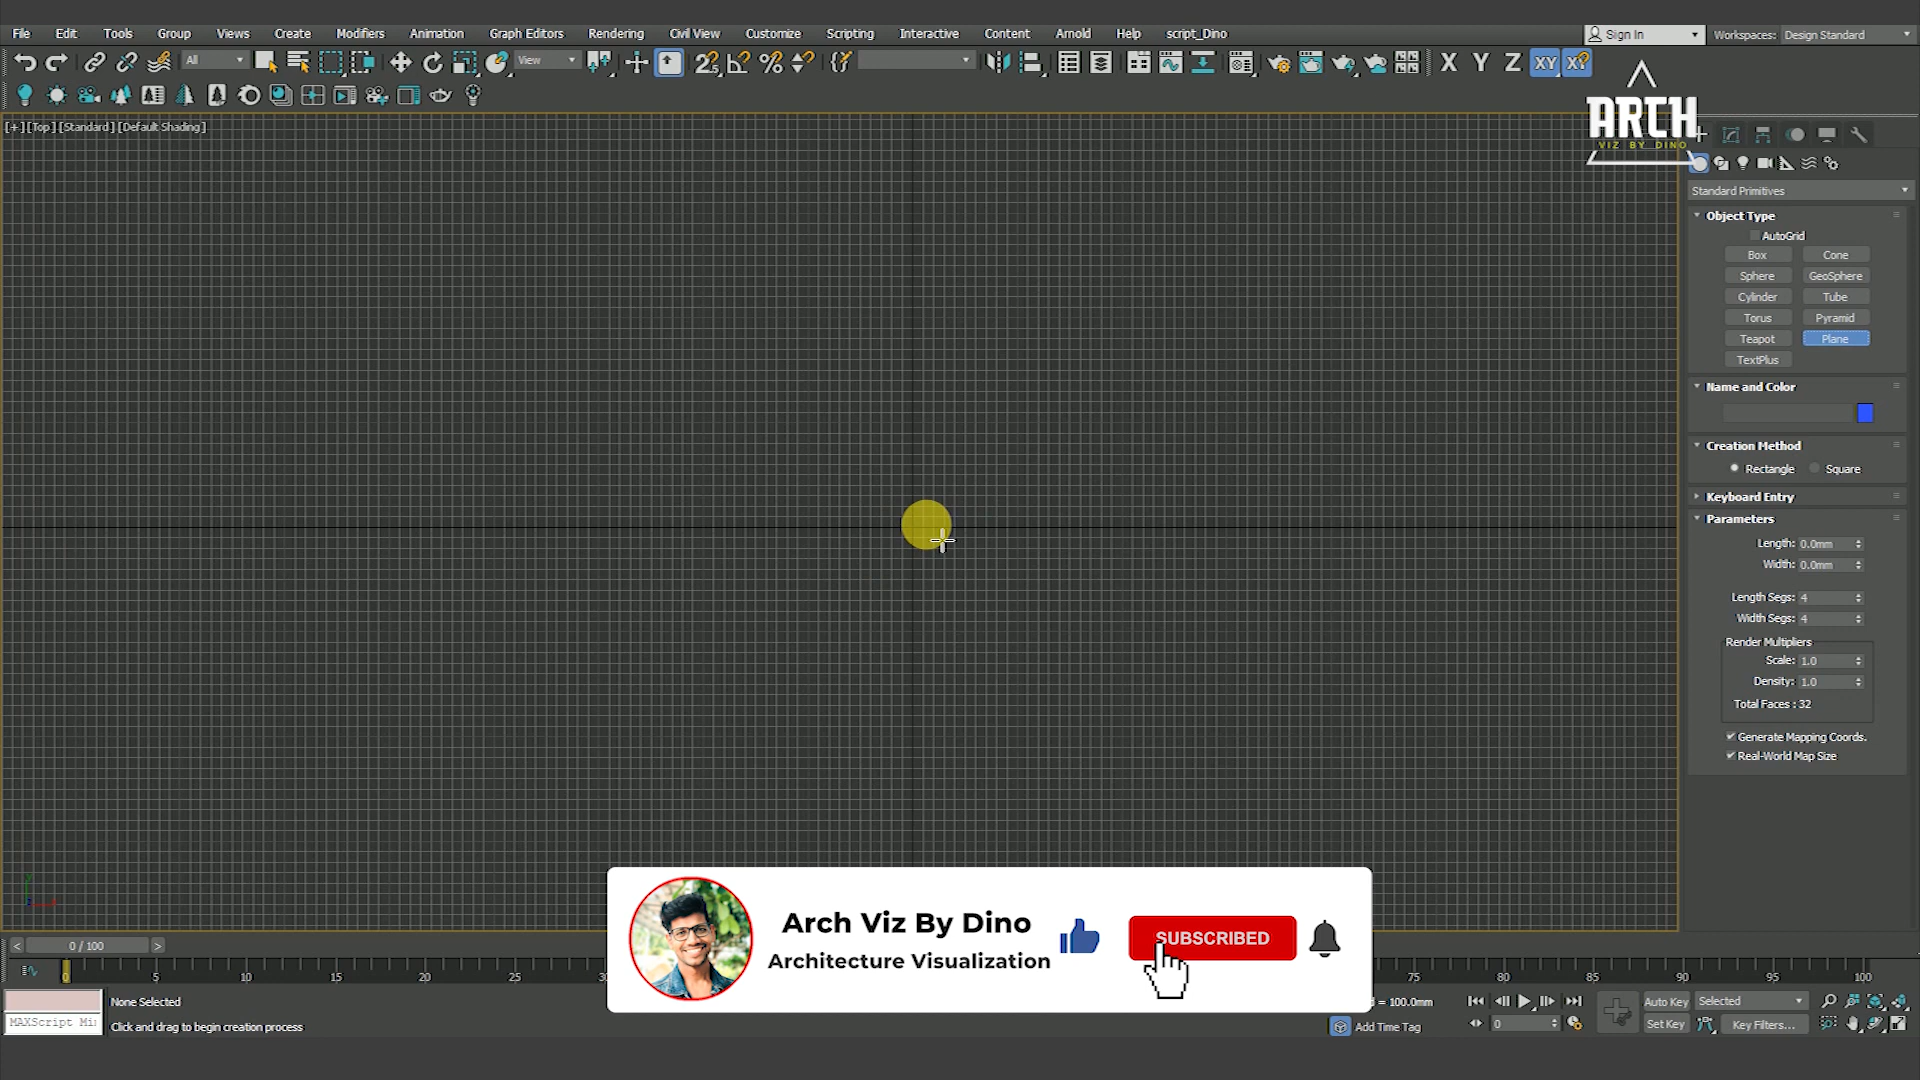 File Edit Tools Group Views Create Modifiers Animation Graph Editors Rendering Civil View Customize Scripting Interactive Content Arnold Help script_Dino Sign In Workspaces: Design Standard
All View X Y Z XY XY
ARCH
VIZ BY DINO
[+] [Top] [Standard] [Default Shading]
Standard Primitives
Object Type
AutoGrid
Box Cone
Sphere GeoSphere
Cylinder Tube
Torus Pyramid
Teapot Plane
TextPlus
Name and Color
Creation Method
Rectangle Square
Keyboard Entry
Parameters
Length: 0.0mm
Width: 0.0mm
Length Segs: 4
Width Segs: 4
Render Multipliers
Scale: 1.0
Density: 1.0
Total Faces : 32
Generate Mapping Coords.
Real-World Map Size
Arch Viz By Dino
Architecture Visualization
SUBSCRIBED
< 0 / 100 >
0 5 10 15 20 25 75 80 85 90 95 100
None Selected
= 100.0mm
Auto Key Selected
MAXScript Mi
Click and drag to begin creation process
Add Time Tag
0
Set Key Key Filters...